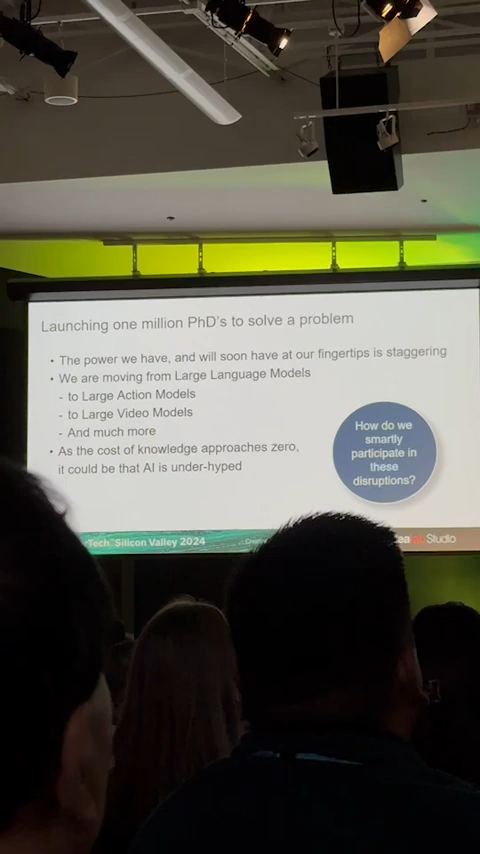 Launching one million PhD's to solve a problem
• The power we have, and will soon have at our fingertips is staggering
• We are moving from Large Language Models
- to Large Action Models
- to Large Video Models
- And much more
• As the cost of knowledge approaches zero,
it could be that AI is under-hyped
How do we
smartly
participate in
these
disruptions?
Tech Silicon Valley 2024
Studio